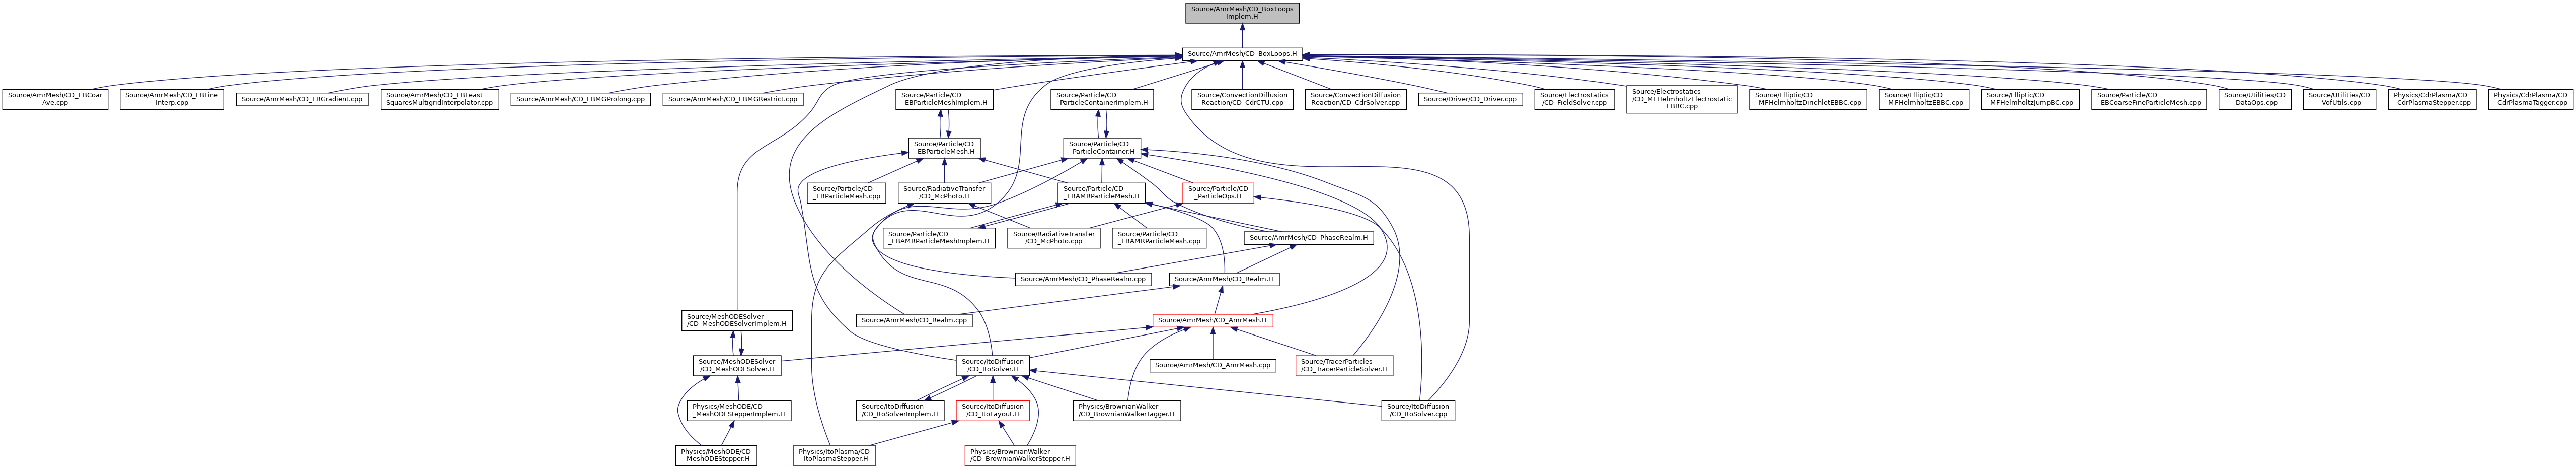 Source/AmrMesh/CD_BoxLoops
Implem.H
Source/AmrMesh/CD_BoxLoops.H
Source/AmrMesh/CD_EBCoar
Ave.cpp
Source/AmrMesh/CD_EBFine
Interp.cpp
Source/AmrMesh/CD_EBGradient.cpp
Source/AmrMesh/CD_EBLeast
SquaresMultigridInterpolator.cpp
Source/AmrMesh/CD_EBMGProlong.cpp
Source/AmrMesh/CD_EBMGRestrict.cpp
Source/Particle/CD
_EBParticleMeshImplem.H
Source/Particle/CD
_ParticleContainerImplem.H
Source/ConvectionDiffusion
Reaction/CD_CdrCTU.cpp
Source/ConvectionDiffusion
Reaction/CD_CdrSolver.cpp
Source/Driver/CD_Driver.cpp
Source/Electrostatics
/CD_FieldSolver.cpp
Source/Electrostatics
/CD_MFHelmholtzElectrostatic
EBBC.cpp
Source/Elliptic/CD
_MFHelmholtzDirichletEBBC.cpp
Source/Elliptic/CD
_MFHelmholtzEBBC.cpp
Source/Elliptic/CD
_MFHelmholtzJumpBC.cpp
Source/Particle/CD
_EBCoarseFineParticleMesh.cpp
Source/Utilities/CD
_DataOps.cpp
Source/Utilities/CD
_VofUtils.cpp
Physics/CdrPlasma/CD
_CdrPlasmaStepper.cpp
Physics/CdrPlasma/CD
_CdrPlasmaTagger.cpp
Source/Particle/CD
_EBParticleMesh.H
Source/Particle/CD
_ParticleContainer.H
Source/Particle/CD
_EBParticleMesh.cpp
Source/RadiativeTransfer
/CD_McPhoto.H
Source/Particle/CD
_EBAMRParticleMesh.H
Source/Particle/CD
_ParticleOps.H
Source/Particle/CD
_EBAMRParticleMeshImplem.H
Source/RadiativeTransfer
/CD_McPhoto.cpp
Source/Particle/CD
_EBAMRParticleMesh.cpp
Source/AmrMesh/CD_PhaseRealm.H
Source/AmrMesh/CD_PhaseRealm.cpp
Source/AmrMesh/CD_Realm.H
Source/MeshODESolver
/CD_MeshODESolverImplem.H
Source/AmrMesh/CD_Realm.cpp
Source/AmrMesh/CD_AmrMesh.H
Source/MeshODESolver
/CD_MeshODESolver.H
Source/ItoDiffusion
/CD_ItoSolver.H
Source/AmrMesh/CD_AmrMesh.cpp
Source/TracerParticles
/CD_TracerParticleSolver.H
Physics/MeshODE/CD
_MeshODEStepperImplem.H
Source/ItoDiffusion
/CD_ItoSolverImplem.H
Source/ItoDiffusion
/CD_ItoLayout.H
Physics/BrownianWalker
/CD_BrownianWalkerTagger.H
Source/ItoDiffusion
/CD_ItoSolver.cpp
Physics/MeshODE/CD
_MeshODEStepper.H
Physics/ItoPlasma/CD
_ItoPlasmaStepper.H
Physics/BrownianWalker
/CD_BrownianWalkerStepper.H